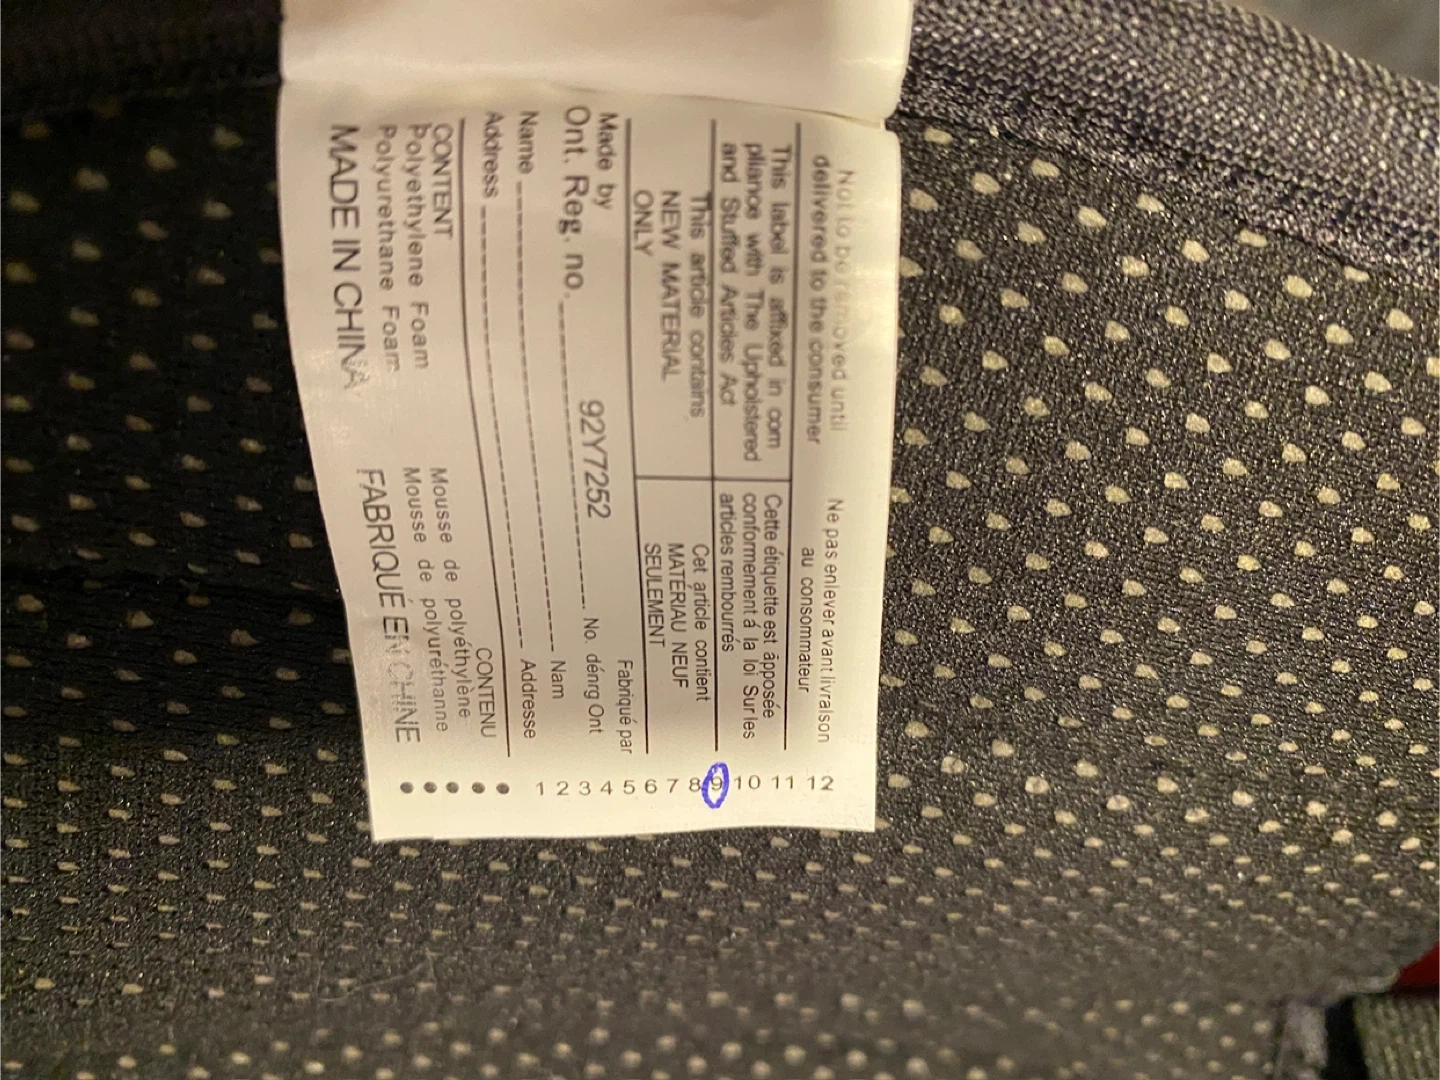 Not to be removed until
delivered to the consumer
Ne pas enlever avant livraison
au consommateur
This label is affixed in com
pliance with The Upholstered
and Stuffed Articles Act
Cette étiquette est âpposée
conformément á la loi Sur les
articles rembourrés
This article contains
NEW MATERIAL
ONLY
Cet article contient
MATÉRIAU NEUF
SEULEMENT
Made by
Fabriqué par
Ont. Reg. no. 92Y7252 No. dénrg Ont
Name Nam
Address Addresse
CONTENT CONTENU
Polyethylene Foam Mousse de polyéthylène
Polyurethane Foam Mousse de polyuréthanne
MADE IN CHINA FABRIQUÉ EN CHINE
1 2 3 4 5 6 7 8 9 10 11 12